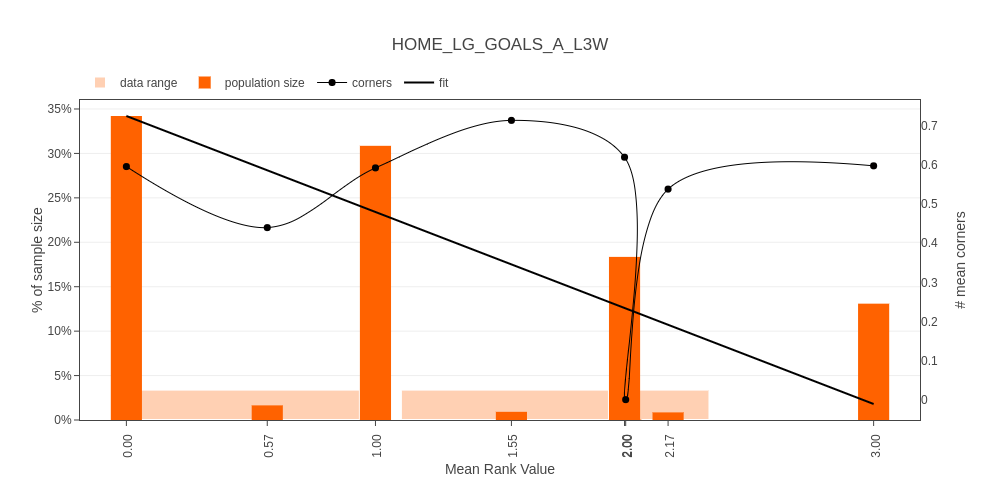 HOME_LG_GOALS_A_L3W
data range population size corners fit
35%
30%
25%
20%
15%
10%
5%
0%
% of sample size
0.7
0.6
0.5
0.4
0.3
0.2
0.1
0
# mean corners
0.00 0.57 1.00 1.55 2.00 2.17 3.00
Mean Rank Value